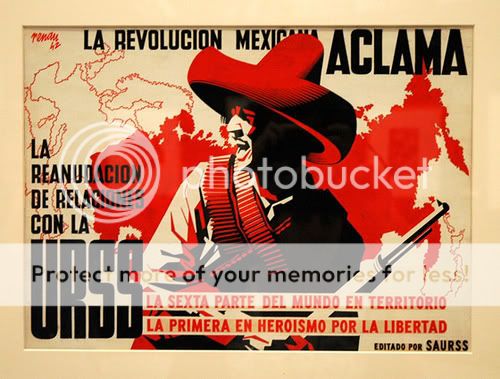 renau
42
LA REVOLUCION MEXICANA ACLAMA
LA
REANUDACION
DE RELACIONES
CON LA
URSS
LA SEXTA PARTE DEL MUNDO EN TERRITORIO
LA PRIMERA EN HEROISMO POR LA LIBERTAD
EDITADO POR SAURSS
photobucket
Protect more of your memories for less!